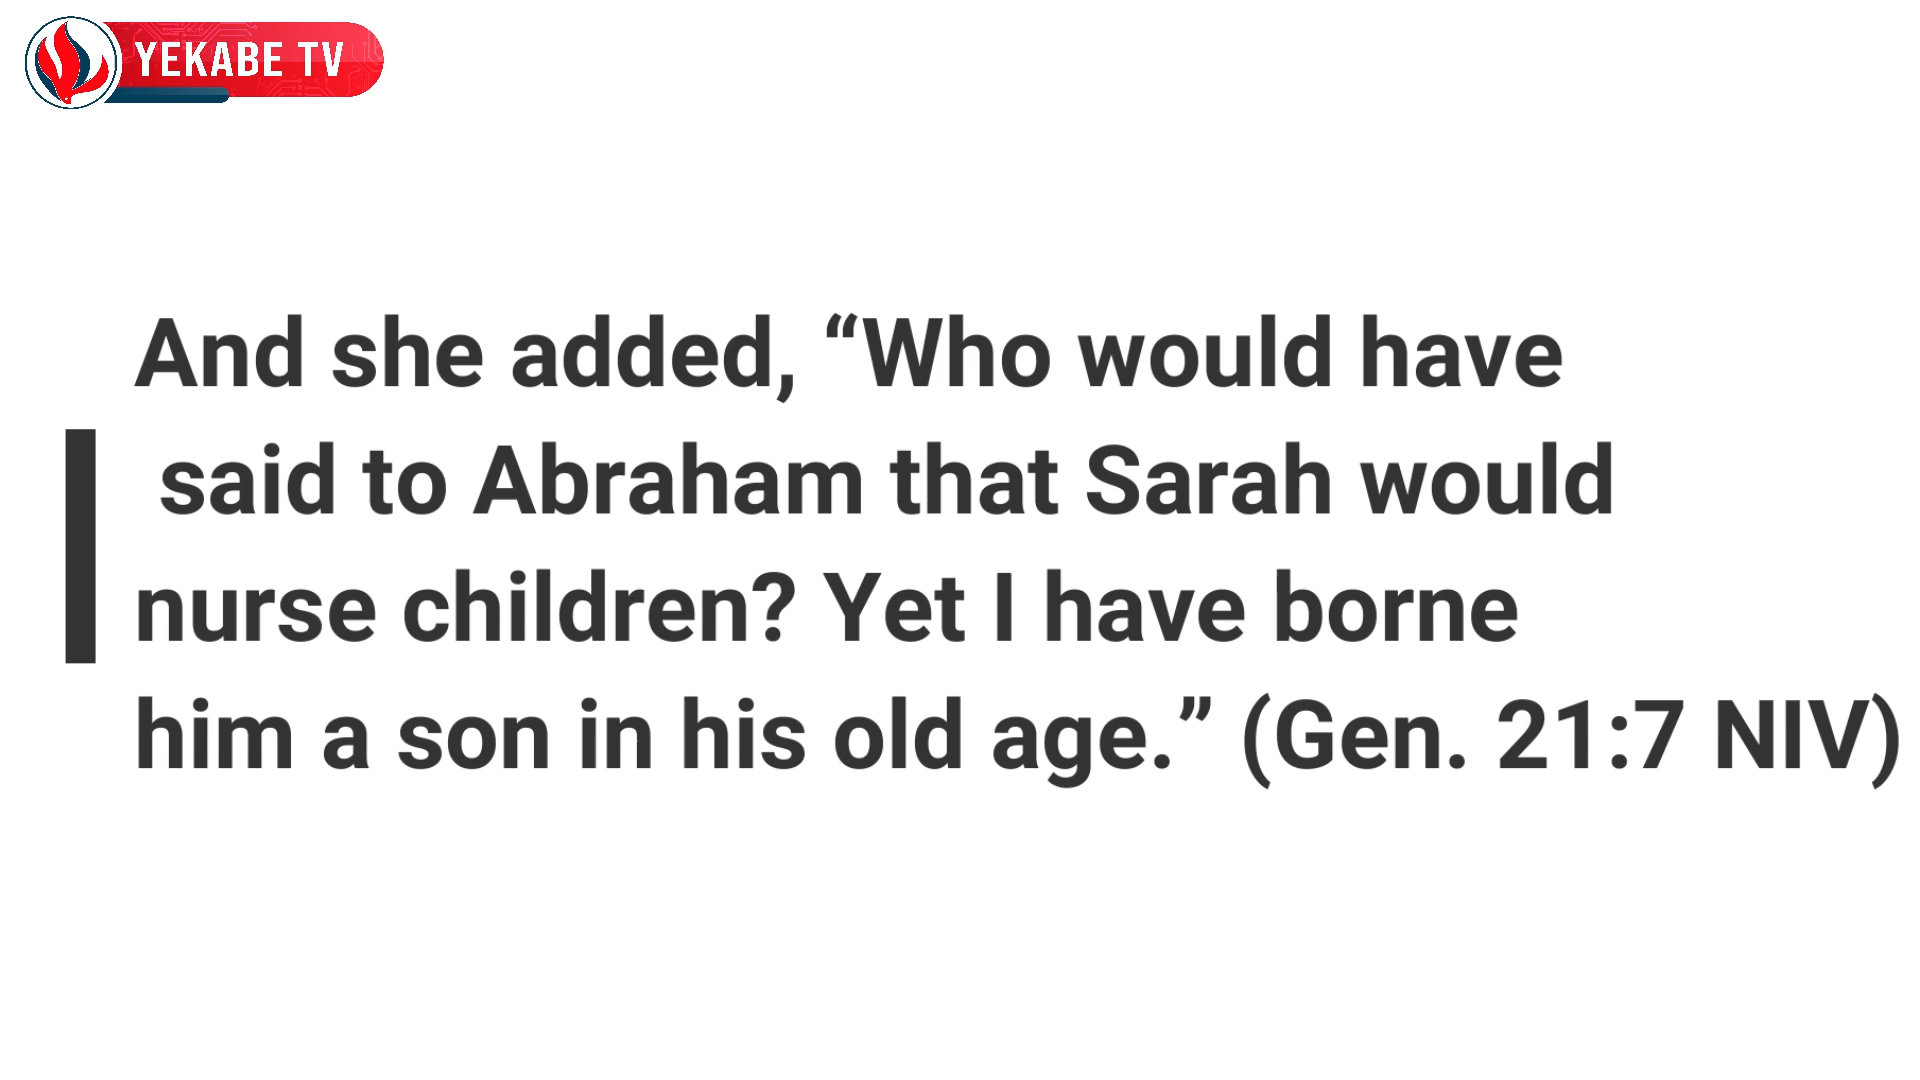 YEKABE TV
And she added, “Who would have
said to Abraham that Sarah would
nurse children? Yet I have borne
him a son in his old age.” (Gen. 21:7 NIV)